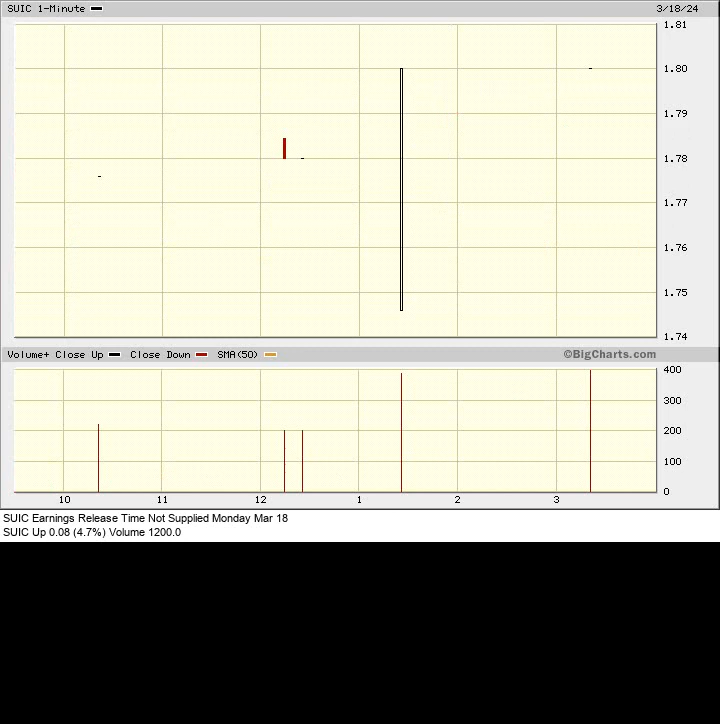 SUIC 1-Minute 3/18/24
1.81
1.80
1.79
1.78
1.77
1.76
1.75
1.74
Volume+ Close Up Close Down SMA(50) ©BigCharts.com
400
300
200
100
0
10 11 12 1 2 3
SUIC Earnings Release Time Not Supplied Monday Mar 18
SUIC Up 0.08 (4.7%) Volume 1200.0